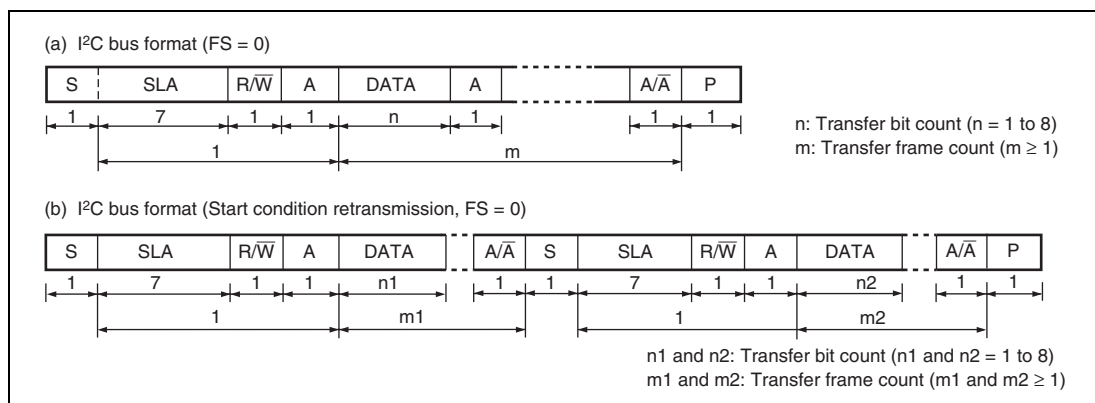 (a) I²C bus format (FS = 0)
S SLA R/W̅ A DATA A A/A̅ P
1 7 1 1 n 1 1 1
1 m
n: Transfer bit count (n = 1 to 8)
m: Transfer frame count (m ≥ 1)
(b) I²C bus format (Start condition retransmission, FS = 0)
S SLA R/W̅ A DATA A/A̅ S SLA R/W̅ A DATA A/A̅ P
1 7 1 1 n1 1 1 7 1 1 n2 1 1
1 m1 1 m2
n1 and n2: Transfer bit count (n1 and n2 = 1 to 8)
m1 and m2: Transfer frame count (m1 and m2 ≥ 1)